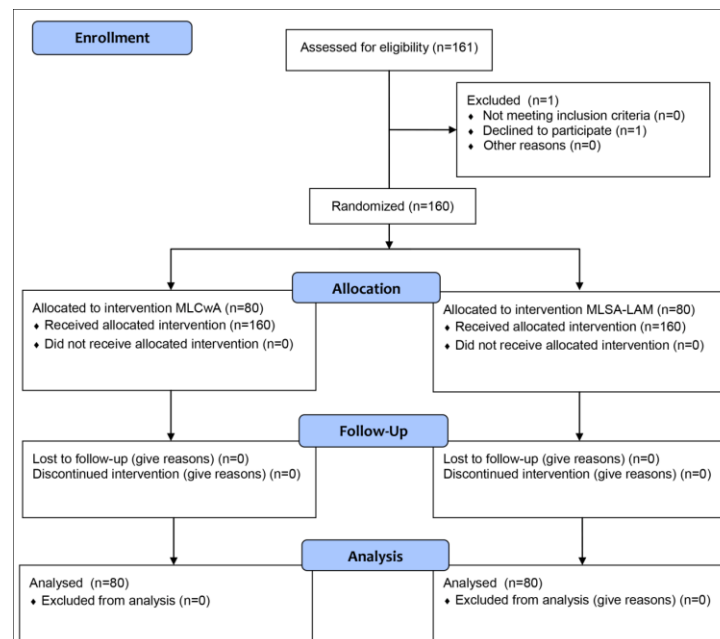 Enrollment
Assessed for eligibility (n=161)
Excluded (n=1)
♦ Not meeting inclusion criteria (n=0)
♦ Declined to participate (n=1)
♦ Other reasons (n=0)
Randomized (n=160)
Allocation
Allocated to intervention MLCwA (n=80)
♦ Received allocated intervention (n=160)
♦ Did not receive allocated intervention (n=0)
Allocated to intervention MLSA-LAM (n=80)
♦ Received allocated intervention (n=160)
♦ Did not receive allocated intervention (n=0)
Follow-Up
Lost to follow-up (give reasons) (n=0)
Discontinued intervention (give reasons) (n=0)
Lost to follow-up (give reasons) (n=0)
Discontinued intervention (give reasons) (n=0)
Analysis
Analysed (n=80)
♦ Excluded from analysis (n=0)
Analysed (n=80)
♦ Excluded from analysis (give reasons) (n=0)